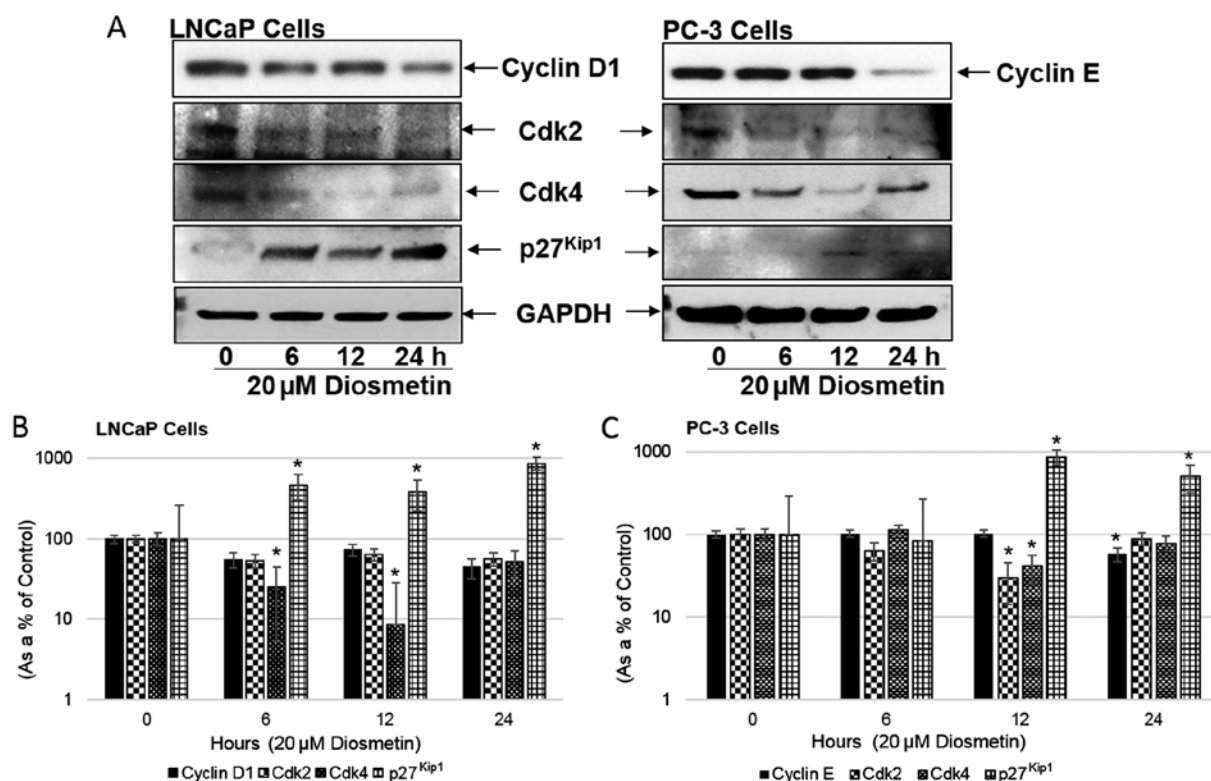 A
LNCaP Cells
PC-3 Cells
Cyclin D1
Cyclin E
Cdk2
Cdk4
p27Kip1
GAPDH
0 6 12 24 h
20 µM Diosmetin
0 6 12 24 h
20 µM Diosmetin
B
LNCaP Cells
(As a % of Control)
1000
100
10
1
* * * * *
0 6 12 24
Hours (20 µM Diosmetin)
Cyclin D1 Cdk2 Cdk4 p27Kip1
C
PC-3 Cells
(As a % of Control)
1000
100
10
1
* * * * *
0 6 12 24
Hours (20 µM Diosmetin)
Cyclin E Cdk2 Cdk4 p27Kip1